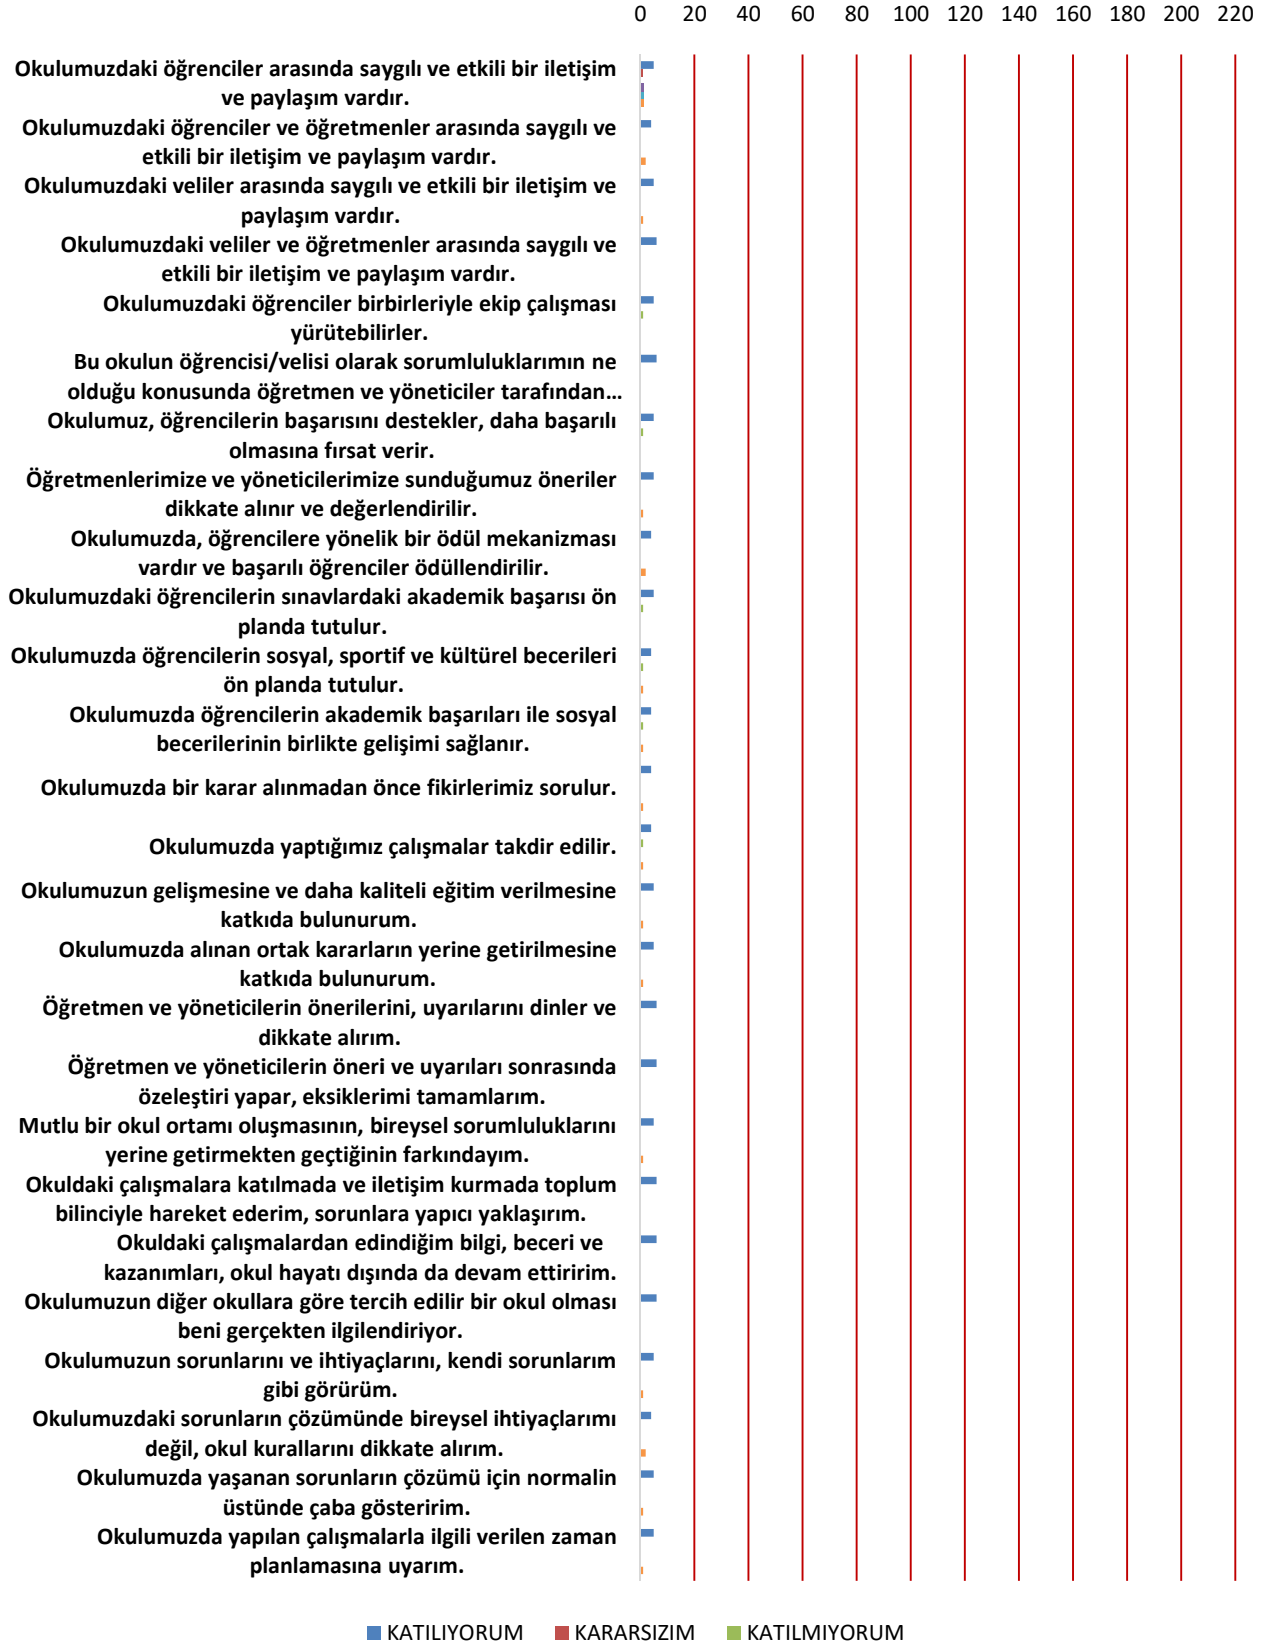 0 20 40 60 80 100 120 140 160 180 200 220
Okulumuzdaki öğrenciler arasında saygılı ve etkili bir iletişim
ve paylaşım vardır.
Okulumuzdaki öğrenciler ve öğretmenler arasında saygılı ve
etkili bir iletişim ve paylaşım vardır.
Okulumuzdaki veliler arasında saygılı ve etkili bir iletişim ve
paylaşım vardır.
Okulumuzdaki veliler ve öğretmenler arasında saygılı ve
etkili bir iletişim ve paylaşım vardır.
Okulumuzdaki öğrenciler birbirleriyle ekip çalışması
yürütebilirler.
Bu okulun öğrencisi/velisi olarak sorumluluklarımın ne
olduğu konusunda öğretmen ve yöneticiler tarafından...
Okulumuz, öğrencilerin başarısını destekler, daha başarılı
olmasına fırsat verir.
Öğretmenlerimize ve yöneticilerimize sunduğumuz öneriler
dikkate alınır ve değerlendirilir.
Okulumuzda, öğrencilere yönelik bir ödül mekanizması
vardır ve başarılı öğrenciler ödüllendirilir.
Okulumuzdaki öğrencilerin sınavlardaki akademik başarısı ön
planda tutulur.
Okulumuzda öğrencilerin sosyal, sportif ve kültürel becerileri
ön planda tutulur.
Okulumuzda öğrencilerin akademik başarıları ile sosyal
becerilerinin birlikte gelişimi sağlanır.
Okulumuzda bir karar alınmadan önce fikirlerimiz sorulur.
Okulumuzda yaptığımız çalışmalar takdir edilir.
Okulumuzun gelişmesine ve daha kaliteli eğitim verilmesine
katkıda bulunurum.
Okulumuzda alınan ortak kararların yerine getirilmesine
katkıda bulunurum.
Öğretmen ve yöneticilerin önerilerini, uyarılarını dinler ve
dikkate alırım.
Öğretmen ve yöneticilerin öneri ve uyarıları sonrasında
özeleştiri yapar, eksiklerimi tamamlarım.
Mutlu bir okul ortamı oluşmasının, bireysel sorumluluklarını
yerine getirmekten geçtiğinin farkındayım.
Okuldaki çalışmalara katılmada ve iletişim kurmada toplum
bilinciyle hareket ederim, sorunlara yapıcı yaklaşırım.
Okuldaki çalışmalardan edindiğim bilgi, beceri ve
kazanımları, okul hayatı dışında da devam ettiririm.
Okulumuzun diğer okullara göre tercih edilir bir okul olması
beni gerçekten ilgilendiriyor.
Okulumuzun sorunlarını ve ihtiyaçlarını, kendi sorunlarım
gibi görürüm.
Okulumuzdaki sorunların çözümünde bireysel ihtiyaçlarımı
değil, okul kurallarını dikkate alırım.
Okulumuzda yaşanan sorunların çözümü için normalin
üstünde çaba gösteririm.
Okulumuzda yapılan çalışmalarla ilgili verilen zaman
planlamasına uyarım.
KATILIYORUM KARARSIZIM KATILMIYORUM